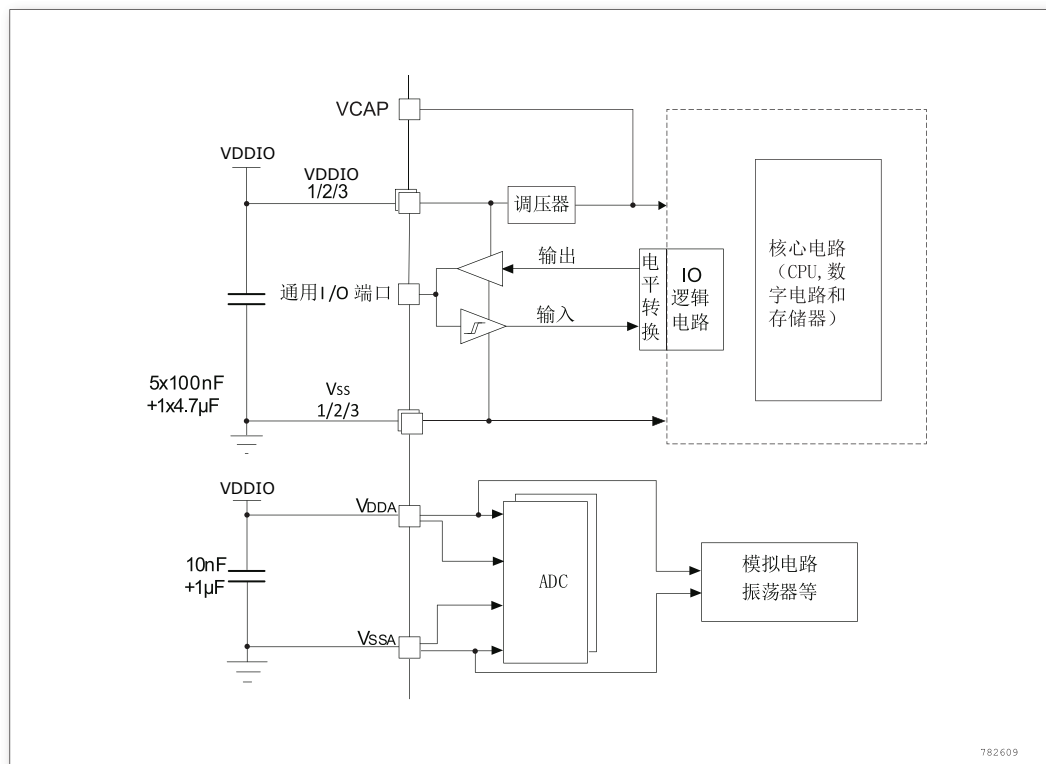 VCAP
VDDIO
VDDIO
1/2/3
调压器
输出
通用I/O 端口
输入
电平转换
IO
逻辑
电路
核心电路
（CPU,数
字电路和
存储器）
5x100nF
+1x4.7µF
Vss
1/2/3
VDDIO
VDDA
10nF
+1µF
ADC
模拟电路
振荡器等
VSSA
782609